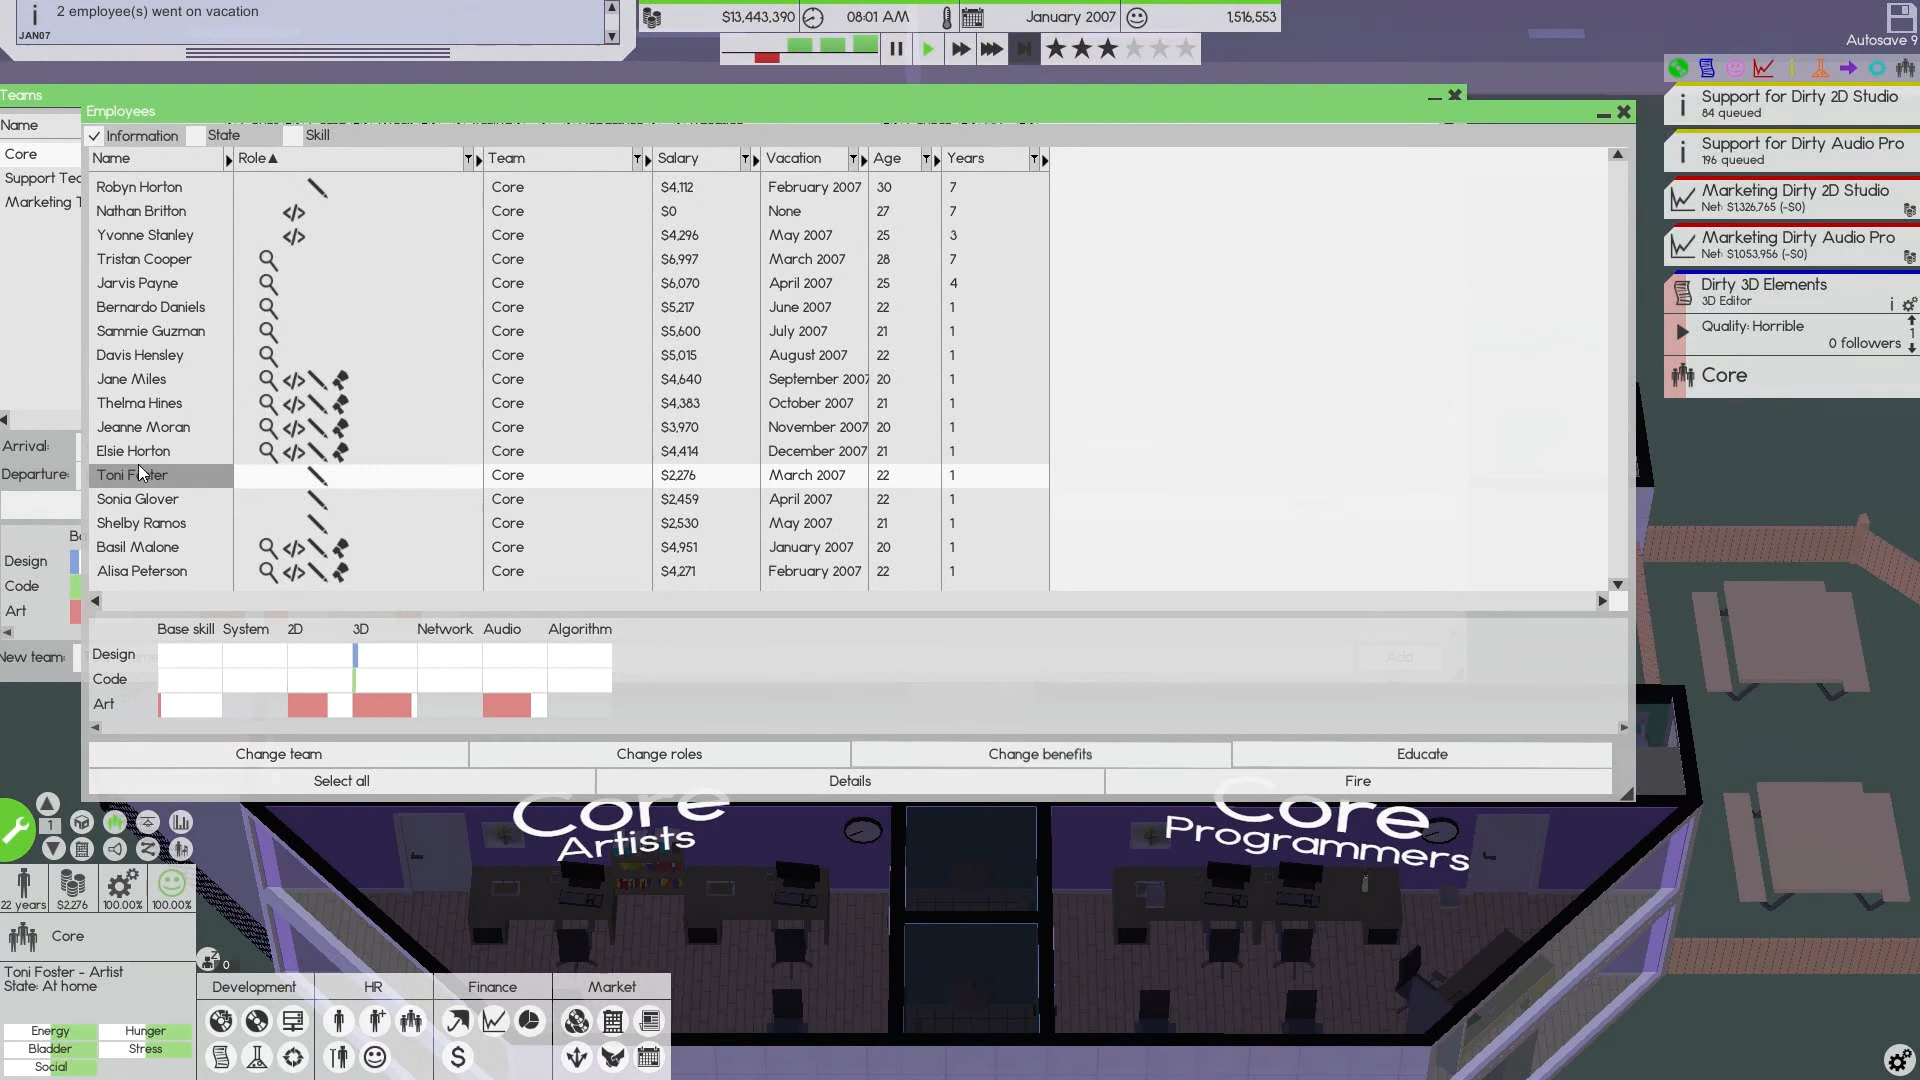 2 employee(s) went on vacation
JAN07
$13,443,390
08:01 AM
January 2007
1,516,553
Autosave 9
Support for Dirty 2D Studio
84 queued
Support for Dirty Audio Pro
196 queued
Marketing Dirty 2D Studio
Net: $1,326,765 (-$0)
Marketing Dirty Audio Pro
Net: $1,053,956 (-$0)
Dirty 3D Elements
3D Editor
Quality: Horrible
1
0 followers
Core
Teams
Name
Core
Support Tea
Marketing T
Arrival:
Departure:
Design
Code
Art
New team:
Employees
Information State Skill
Name Role Team Salary Vacation Age Years
Robyn Horton Core $4,112 February 2007 30 7
Nathan Britton Core $0 None 27 7
Yvonne Stanley Core $4,296 May 2007 25 3
Tristan Cooper Core $6,997 March 2007 28 7
Jarvis Payne Core $6,070 April 2007 25 4
Bernardo Daniels Core $5,217 June 2007 22 1
Sammie Guzman Core $5,600 July 2007 21 1
Davis Hensley Core $5,015 August 2007 22 1
Jane Miles Core $4,640 September 2007 20 1
Thelma Hines Core $4,383 October 2007 21 1
Jeanne Moran Core $3,970 November 2007 20 1
Elsie Horton Core $4,414 December 2007 21 1
Toni Foster Core $2,276 March 2007 22 1
Sonia Glover Core $2,459 April 2007 22 1
Shelby Ramos Core $2,530 May 2007 21 1
Basil Malone Core $4,951 January 2007 20 1
Alisa Peterson Core $4,271 February 2007 22 1
Base skill System 2D 3D Network Audio Algorithm
Design
Code
Art
Add
Change team Change roles Change benefits Educate
Select all Details Fire
Core
Artists
Core
Programmers
1
22 years $2,276 100.00% 100.00%
Core
Toni Foster - Artist
State: At home
Energy Hunger
Bladder Stress
Social
0
Development HR Finance Market